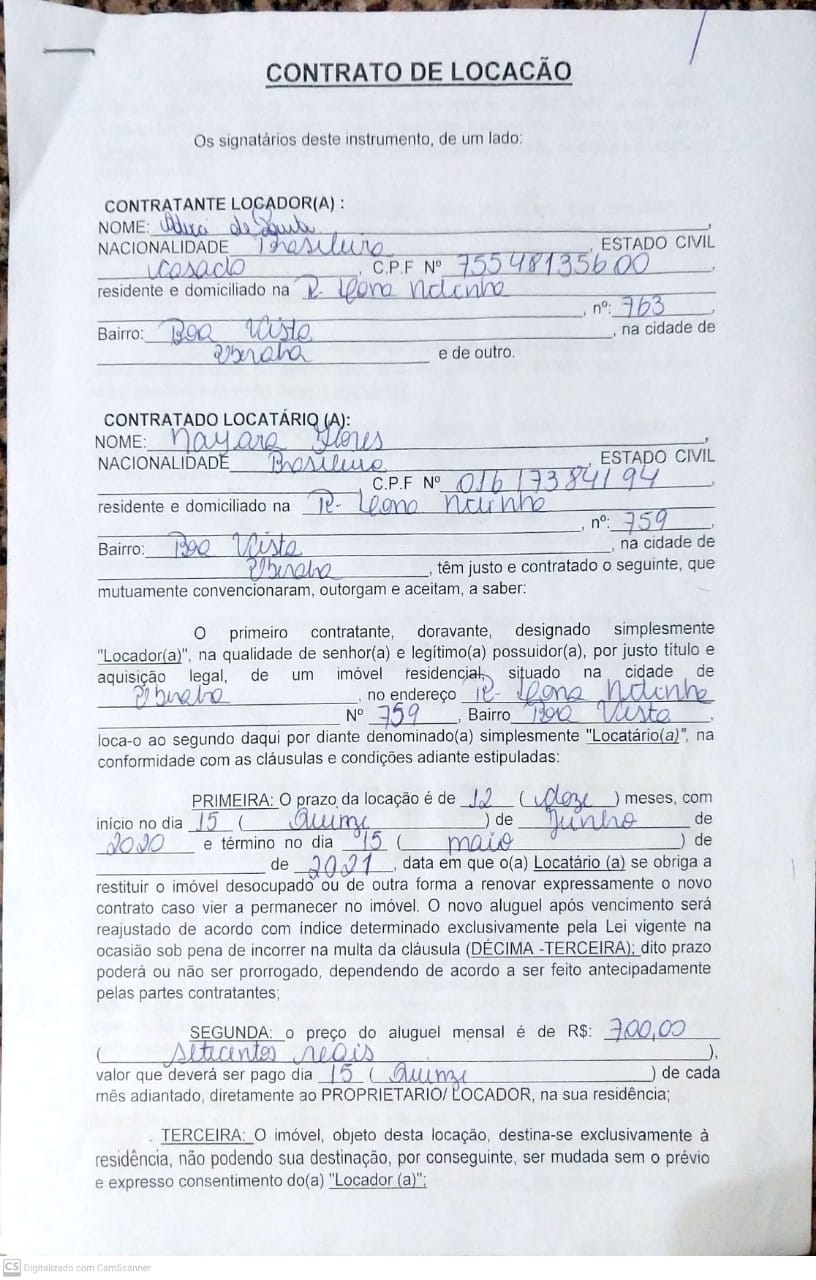 CONTRATO DE LOCACÃO
Os signatários deste instrumento, de um lado:
CONTRATANTE LOCADOR(A) :
NOME: de
NACIONALIDADE Brasileiro, ESTADO CIVIL
casado, C.P.F Nº 75548135600,
residente e domiciliado na R- Dona
, nº: 763,
Bairro: Boa Vista, na cidade de
Uberaba e de outro.
CONTRATADO LOCATÁRIO (A):
NOME: Nayara Flores,
NACIONALIDADE Brasileira, ESTADO CIVIL
C.P.F Nº 01617384194
residente e domiciliado na R- Dona
, nº: 759,
Bairro: Boa Vista, na cidade de
Uberaba, têm justo e contratado o seguinte, que
mutuamente convencionaram, outorgam e aceitam, a saber:
O primeiro contratante, doravante, designado simplesmente
"Locador(a)", na qualidade de senhor(a) e legítimo(a) possuidor(a), por justo título e
aquisição legal, de um imóvel residencial, situado na cidade de
Uberaba, no endereço R- Dona
Nº 759, Bairro Boa Vista,
loca-o ao segundo daqui por diante denominado(a) simplesmente "Locatário(a)", na
conformidade com as cláusulas e condições adiante estipuladas:
PRIMEIRA: O prazo da locação é de 12 (doze) meses, com
início no dia 15 (Quinze) de Junho de
2020 e término no dia 15 (maio) de
de 2021, data em que o(a) Locatário (a) se obriga a
restituir o imóvel desocupado ou de outra forma a renovar expressamente o novo
contrato caso vier a permanecer no imóvel. O novo aluguel após vencimento será
reajustado de acordo com índice determinado exclusivamente pela Lei vigente na
ocasião sob pena de incorrer na multa da cláusula (DÉCIMA -TERCEIRA); dito prazo
poderá ou não ser prorrogado, dependendo de acordo a ser feito antecipadamente
pelas partes contratantes;
SEGUNDA: o preço do aluguel mensal é de R$: 700,00
(setecentos reais),
valor que deverá ser pago dia 15 (Quinze) de cada
mês adiantado, diretamente ao PROPRIETARIO/ LOCADOR, na sua residência;
. TERCEIRA: O imóvel, objeto desta locação, destina-se exclusivamente à
residência, não podendo sua destinação, por conseguinte, ser mudada sem o prévio
e expresso consentimento do(a) "Locador (a)";
CS Digitalizado com CamScanner